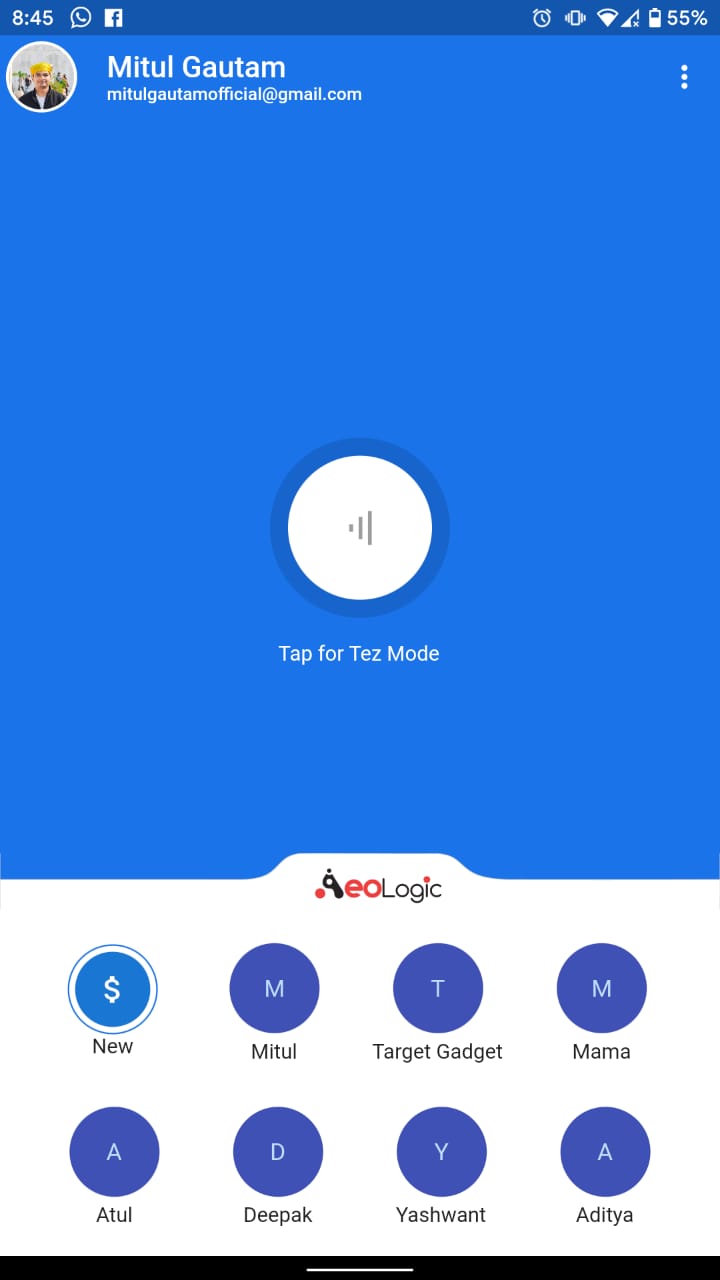 8:45
55%
Mitul Gautam
mitulgautamofficial@gmail.com
Tap for Tez Mode
AeoLogic
$
M
T
M
New
Mitul
Target Gadget
Mama
A
D
Y
A
Atul
Deepak
Yashwant
Aditya